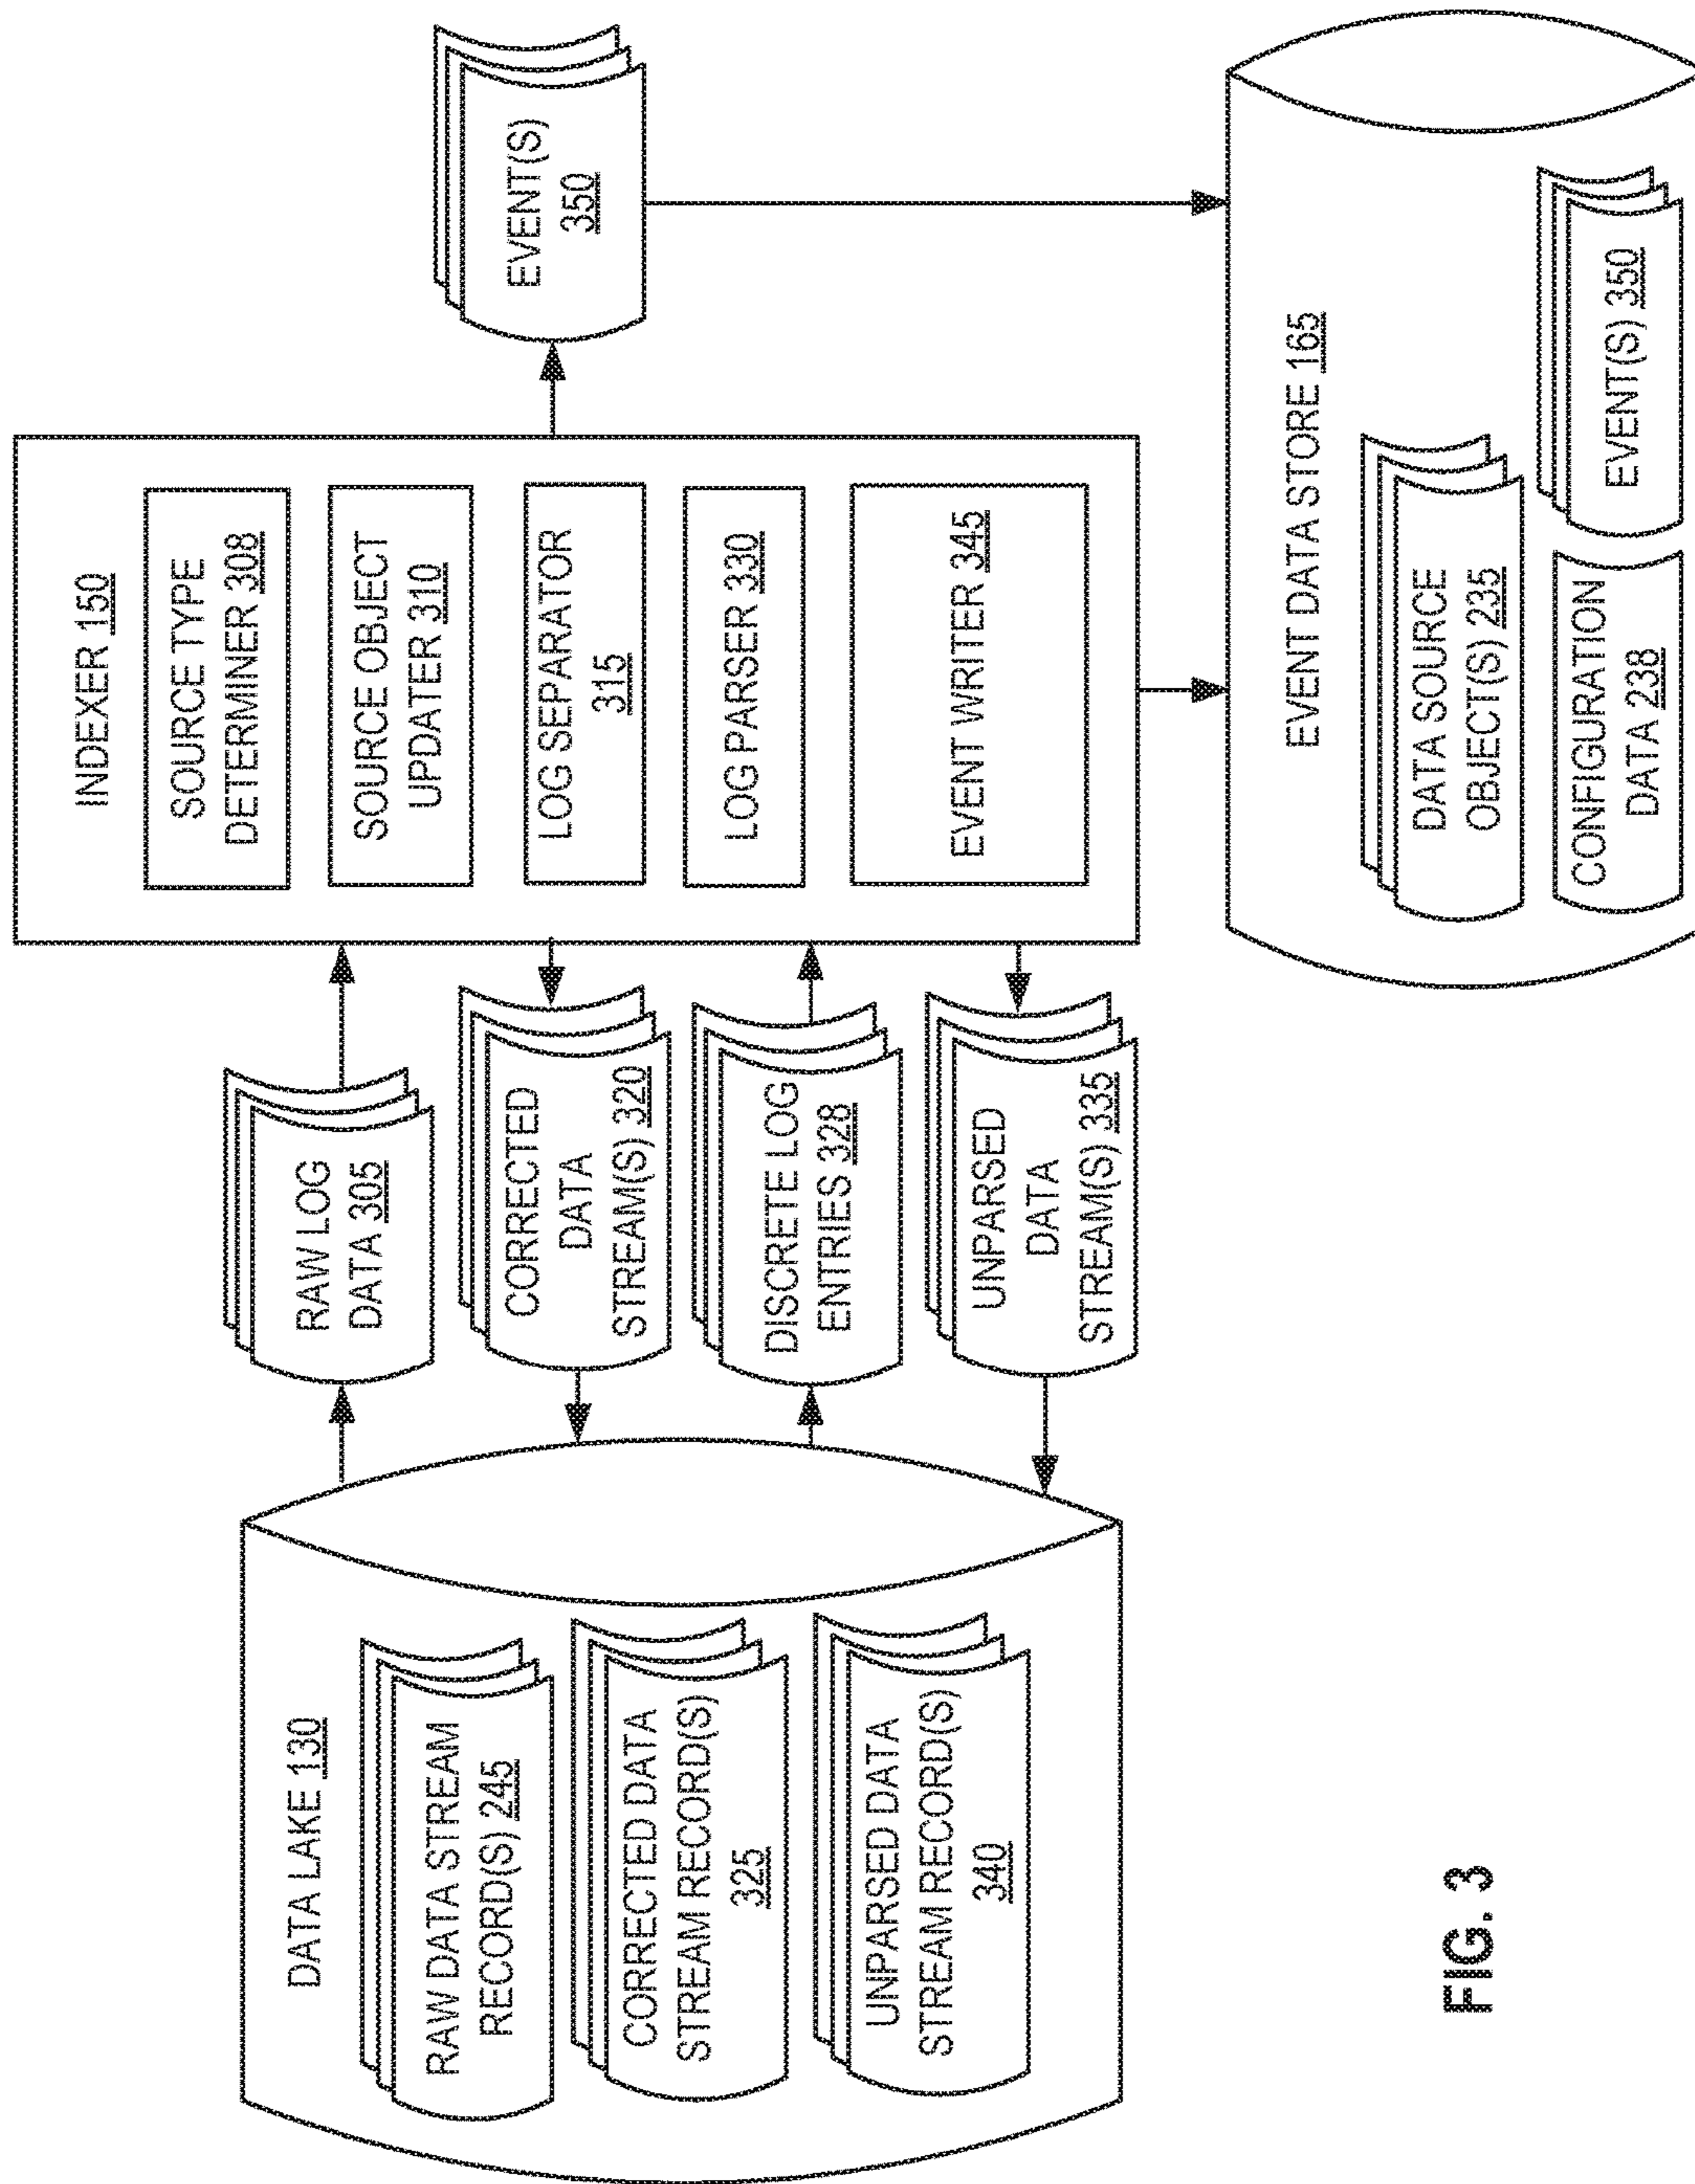 DATA LAKE 130
RAW DATA STREAM
RECORD(S) 245
CORRECTED DATA
STREAM RECORD(S)
325
UNPARSED DATA
STREAM RECORD(S)
340
RAW LOG
DATA 305
CORRECTED
DATA
STREAM(S) 320
DISCRETE LOG
ENTRIES 328
UNPARSED
DATA
STREAM(S) 335
INDEXER 150
SOURCE TYPE
DETERMINER 308
SOURCE OBJECT
UPDATER 310
LOG SEPARATOR
315
LOG PARSER 330
EVENT WRITER 345
EVENT(S)
350
EVENT DATA STORE 165
DATA SOURCE
OBJECT(S) 235
CONFIGURATION
DATA 238
EVENT(S) 350
FIG. 3